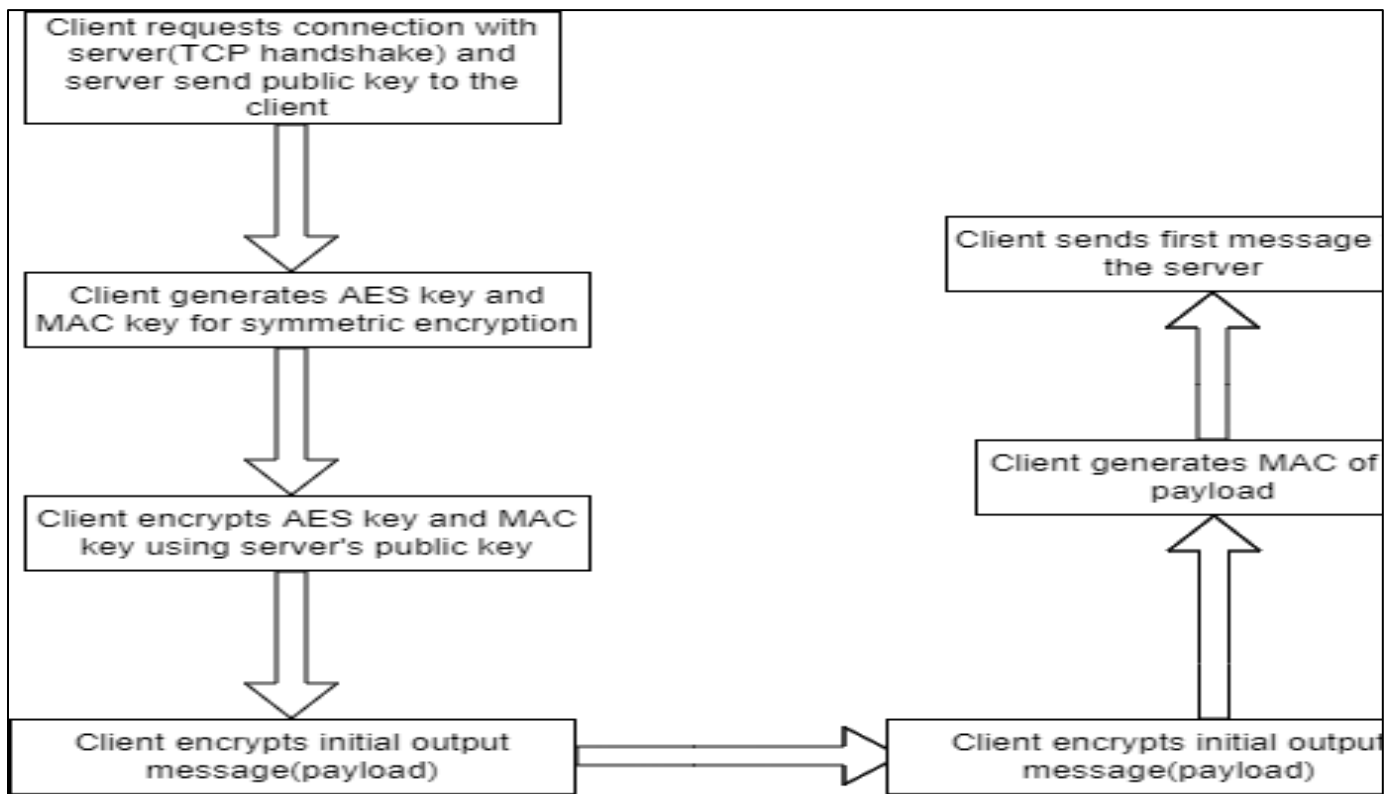 Client requests connection with
server(TCP handshake) and
server send public key to the
client
Client generates AES key and
MAC key for symmetric encryption
Client encrypts AES key and MAC
key using server's public key
Client encrypts initial output
message(payload)
Client encrypts initial output
message(payload)
Client generates MAC of
payload
Client sends first message
the server